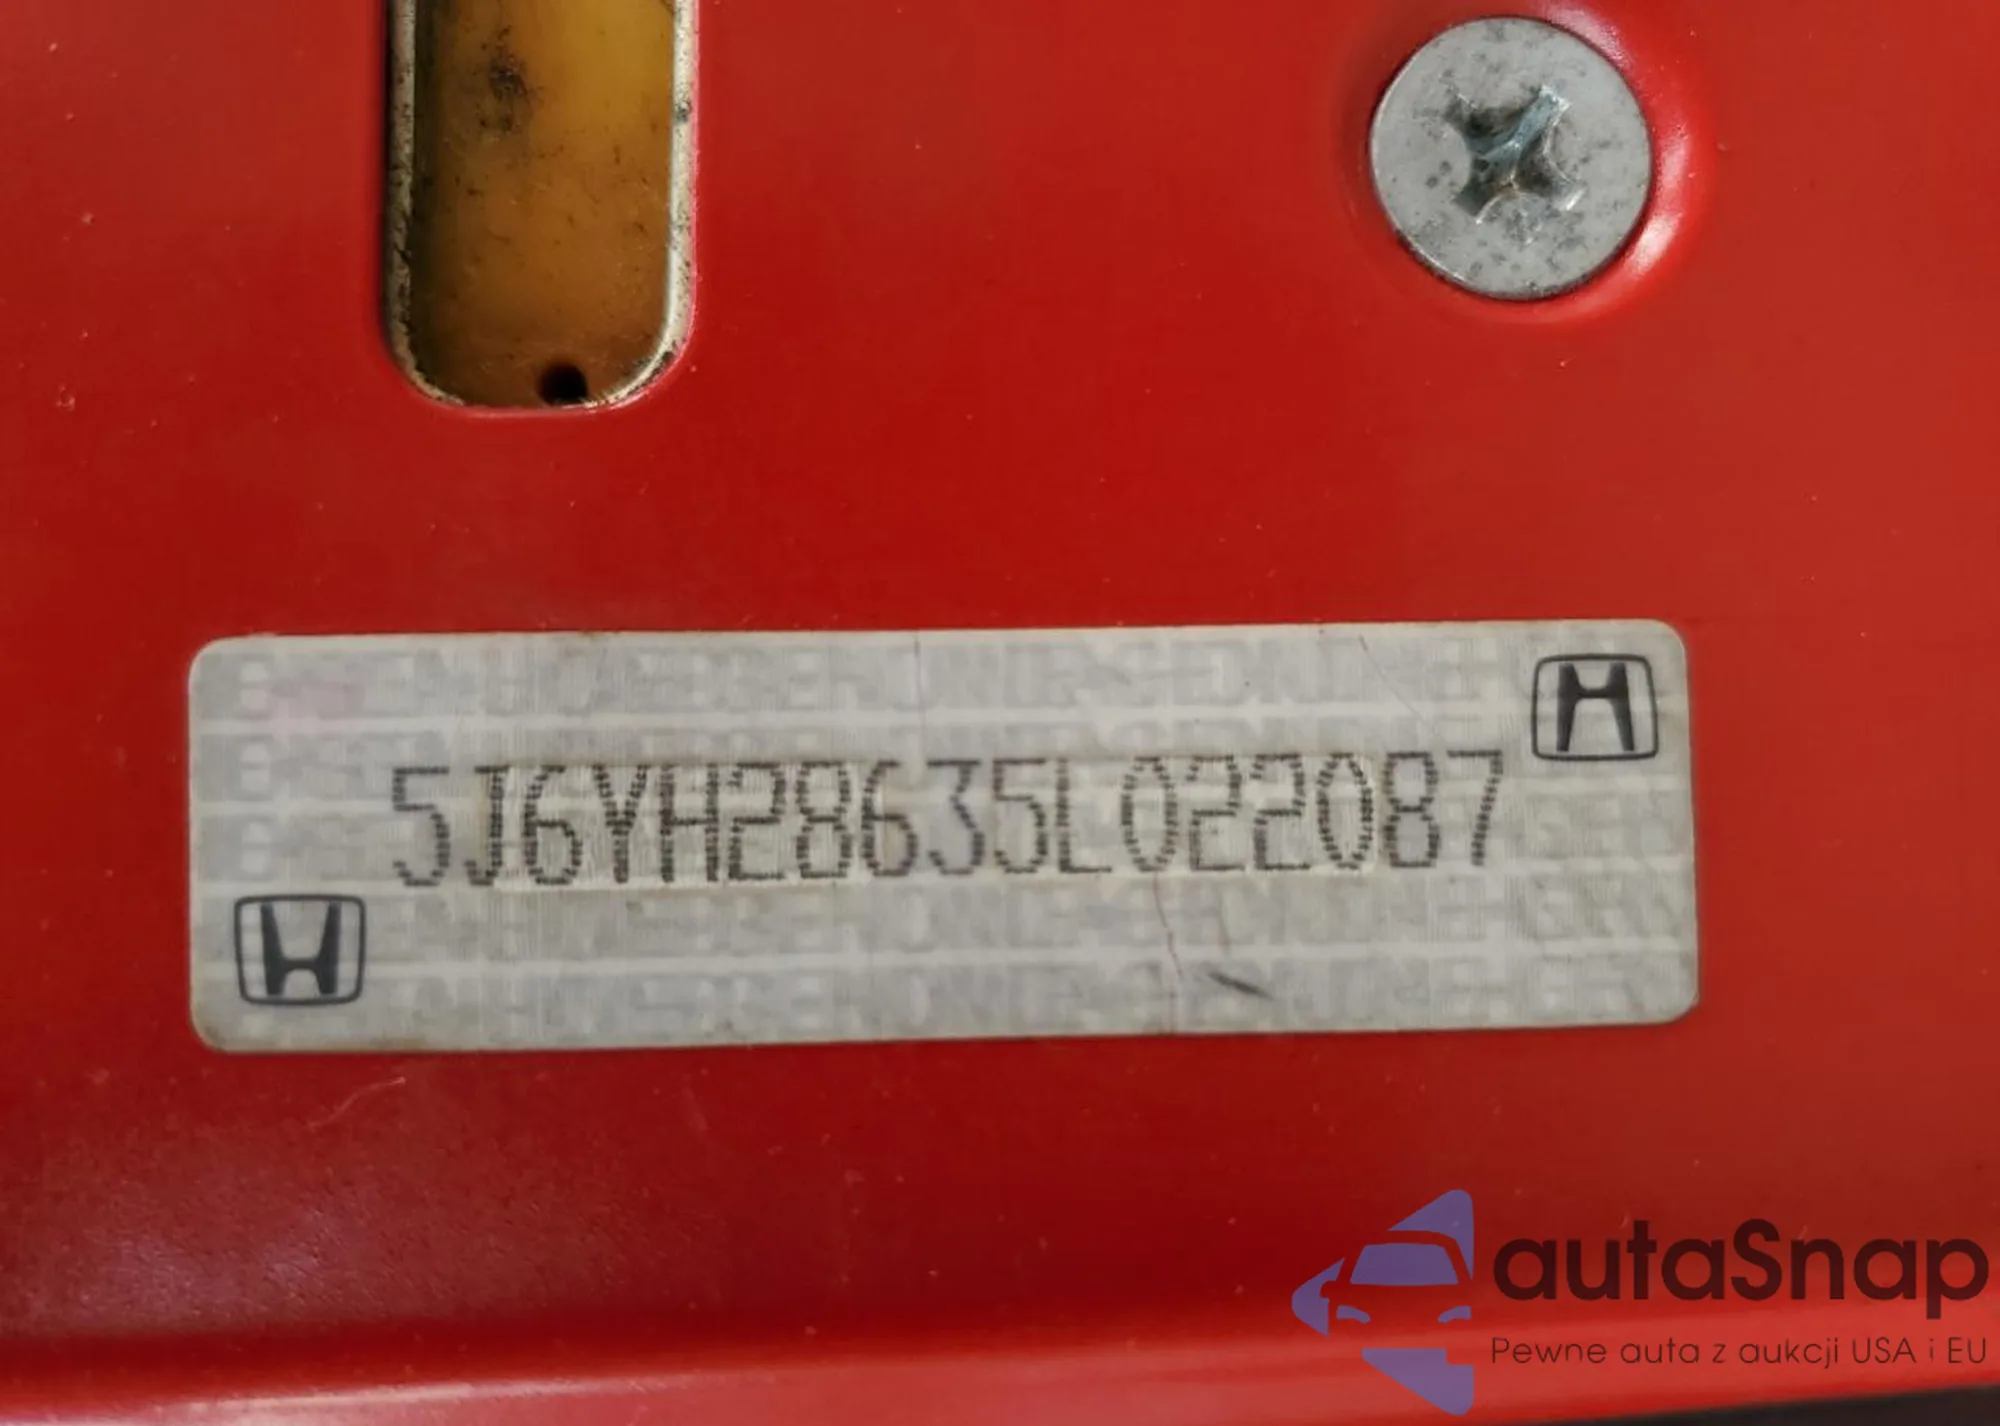 5J6YH28635L022087
autaSnap
Pewne auta z aukcji USA i EU